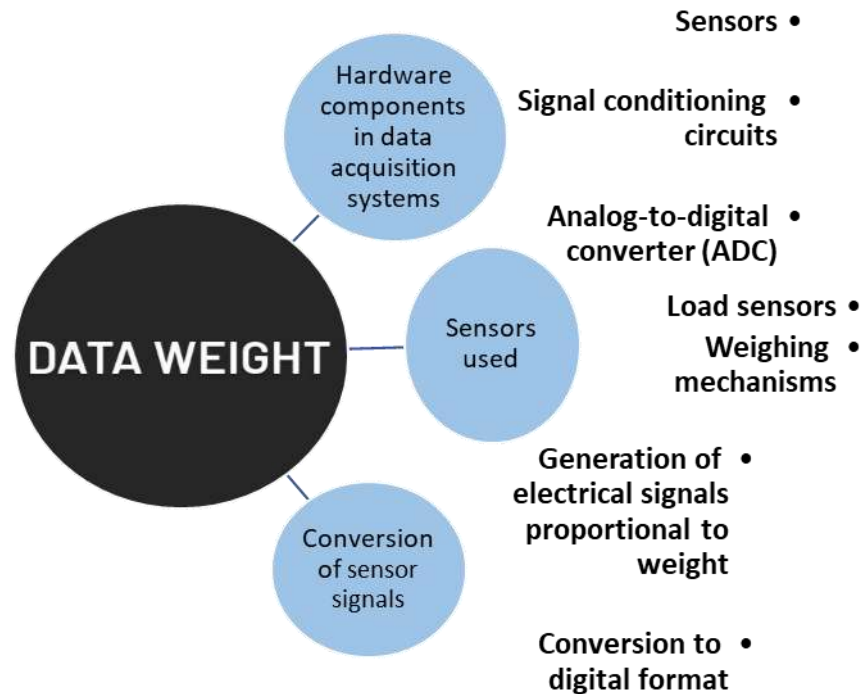 DATA WEIGHT
Hardware
components
in data
acquisition
systems
Sensors •
Signal conditioning •
circuits
Analog-to-digital •
converter (ADC)
Sensors
used
Load sensors •
Weighing •
mechanisms
Conversion
of sensor
signals
Generation of •
electrical signals
proportional to
weight
Conversion to •
digital format